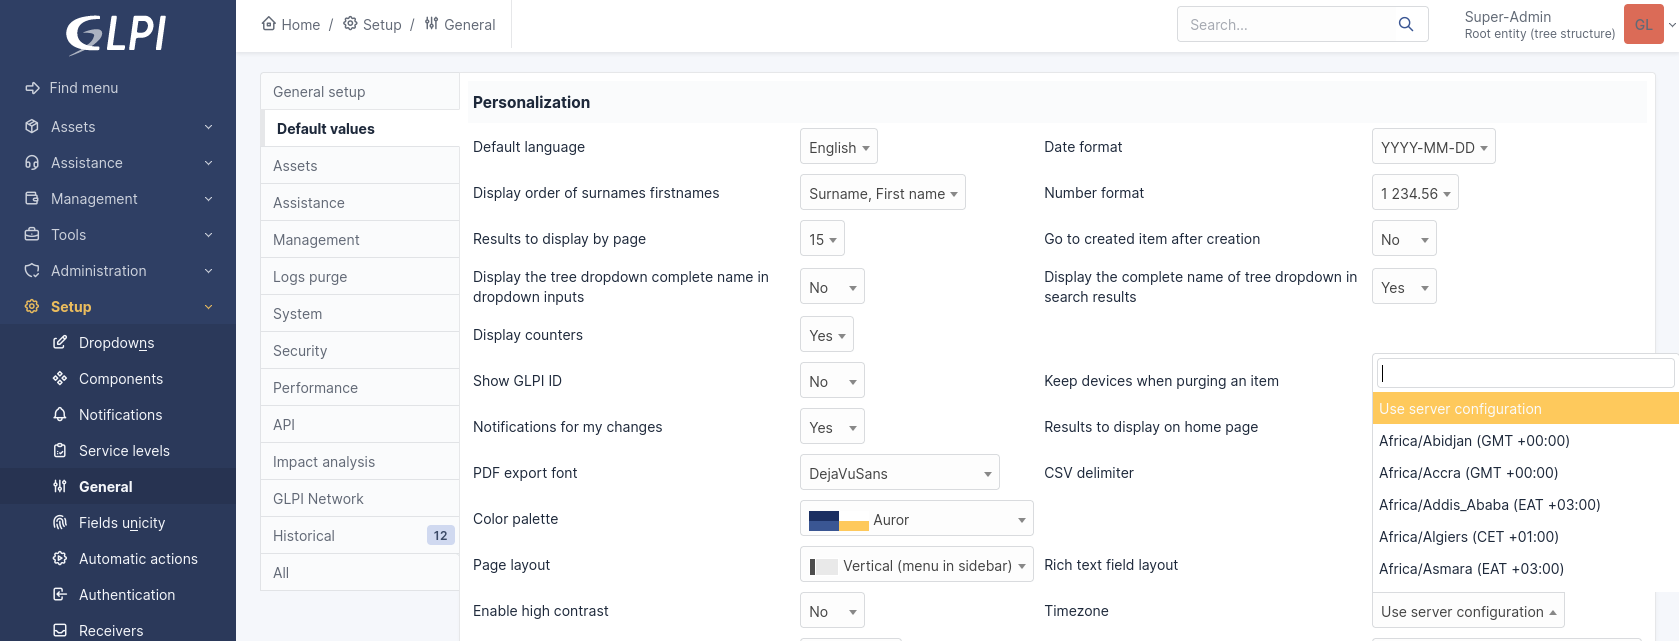 GLPI
Home / Setup / General
Search...
Super-Admin
Root entity (tree structure)
GL
Find menu
Assets
Assistance
Management
Tools
Administration
Setup
Dropdowns
Components
Notifications
Service levels
General
Fields unicity
Automatic actions
Authentication
Receivers
General setup
Default values
Assets
Assistance
Management
Logs purge
System
Security
Performance
API
Impact analysis
GLPI Network
Historical 12
All
Personalization
Default language English Date format YYYY-MM-DD
Display order of surnames firstnames Surname, First name Number format 1 234.56
Results to display by page 15 Go to created item after creation No
Display the tree dropdown complete name in
dropdown inputs
No
Display the complete name of tree dropdown in
search results
Yes
Display counters Yes
Show GLPI ID No Keep devices when purging an item
Notifications for my changes Yes Results to display on home page
PDF export font DejaVuSans CSV delimiter
Color palette Auror
Page layout Vertical (menu in sidebar) Rich text field layout
Enable high contrast No Timezone Use server configuration
Use server configuration
Africa/Abidjan (GMT +00:00)
Africa/Accra (GMT +00:00)
Africa/Addis_Ababa (EAT +03:00)
Africa/Algiers (CET +01:00)
Africa/Asmara (EAT +03:00)